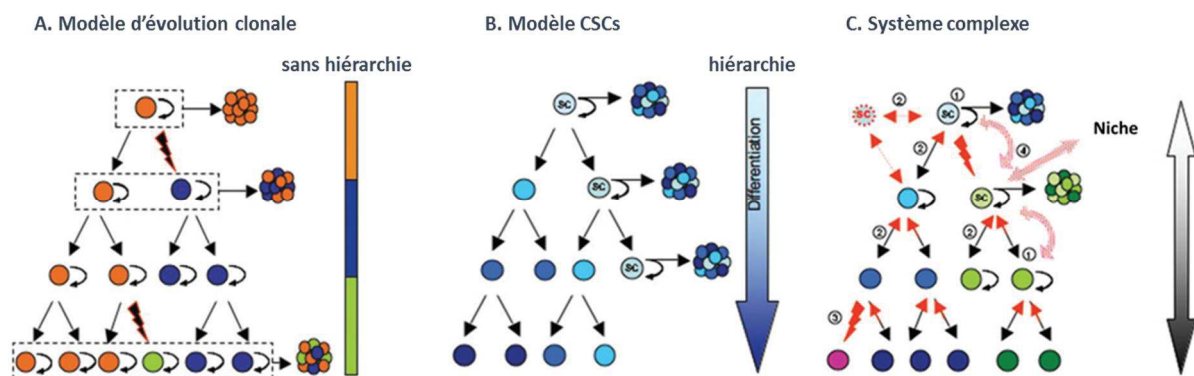 A. Modèle d'évolution clonale
B. Modèle CSCs
C. Système complexe
sans hiérarchie
hiérarchie
SC
SC
SC
Differentiation
SC
②
①
SC
②
④
Niche
SC
②
②
①
③